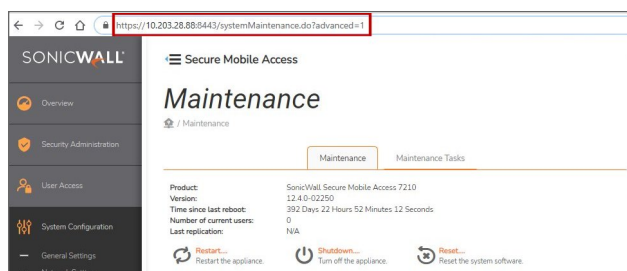 https://10.203.28.88:8443/systemMaintenance.do?advanced=1
SONICWALL
Secure Mobile Access
Maintenance
/ Maintenance
Overview
Security Administration
User Access
System Configuration
General Settings
Maintenance
Maintenance Tasks
Product: SonicWall Secure Mobile Access 7210
Version: 12.4.0-02250
Time since last reboot: 392 Days 22 Hours 52 Minutes 12 Seconds
Number of current users: 0
Last replication: N/A
Restart... Shutdown... Reset...
Restart the appliance. Turn off the appliance. Reset the system software.